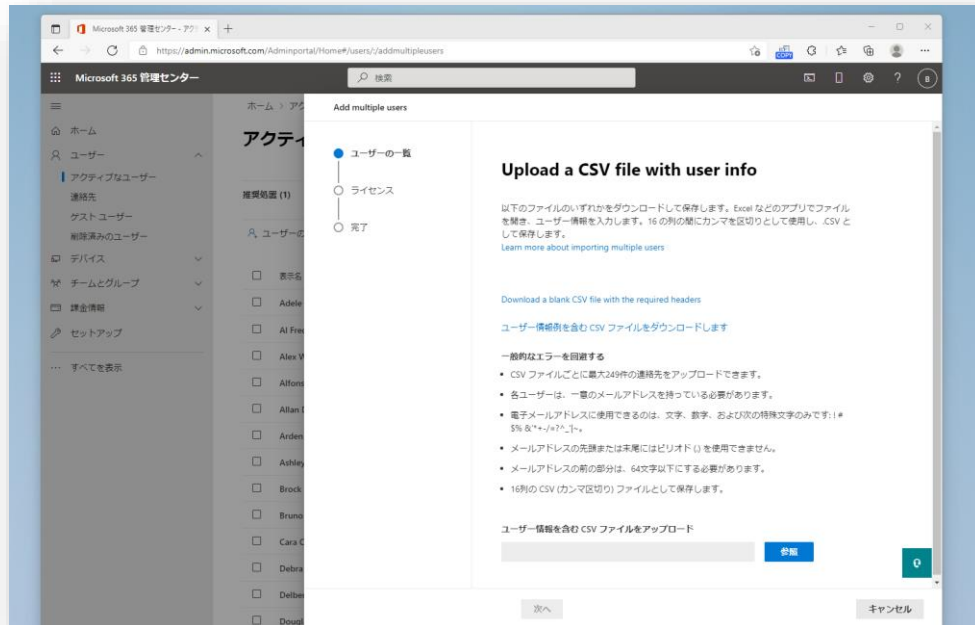 Microsoft 365 管理センター - アク
https://admin.microsoft.com/Adminportal/Home#/users/:/addmultipleusers
COPY
Microsoft 365 管理センター
検索
B
ホーム
ユーザー
アクティブなユーザー
連絡先
ゲスト ユーザー
削除済みのユーザー
デバイス
チームとグループ
課金情報
セットアップ
すべてを表示
ホーム > アク
アクティ
推奨処置 (1)
ユーザーの
表示名
Adele
Al Free
Alex W
Alfons
Allan
Arden
Ashley
Brock
Bruno
Cara C
Debra
Delbe
Dougl
Add multiple users
ユーザーの一覧
ライセンス
完了
Upload a CSV file with user info
以下のファイルのいずれかをダウンロードして保存します。Excel などのアプリでファイル
を開き、ユーザー情報を入力します。16 の列の間にカンマを区切りとして使用し、.CSV と
して保存します。
Learn more about importing multiple users
Download a blank CSV file with the required headers
ユーザー情報例を含む CSV ファイルをダウンロードします
一般的なエラーを回避する
• CSV ファイルごとに最大249件の連絡先をアップロードできます。
• 各ユーザーは、一意のメールアドレスを持っている必要があります。
• 電子メールアドレスに使用できるのは、文字、数字、および次の特殊文字のみです: ! #
$% &'*+-/=?^_`|~。
• メールアドレスの先頭または末尾にはピリオド (.) を使用できません。
• メールアドレスの前の部分は、64文字以下にする必要があります。
• 16列の CSV (カンマ区切り) ファイルとして保存します。
ユーザー情報を含む CSV ファイルをアップロード
参照
次へ
キャンセル